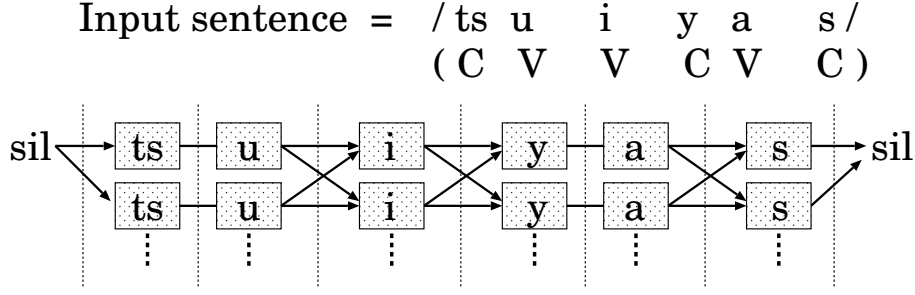 Input sentence = / ts u i y a s /
( C V V C V C )
sil ts u i y a s sil
ts u i y a s